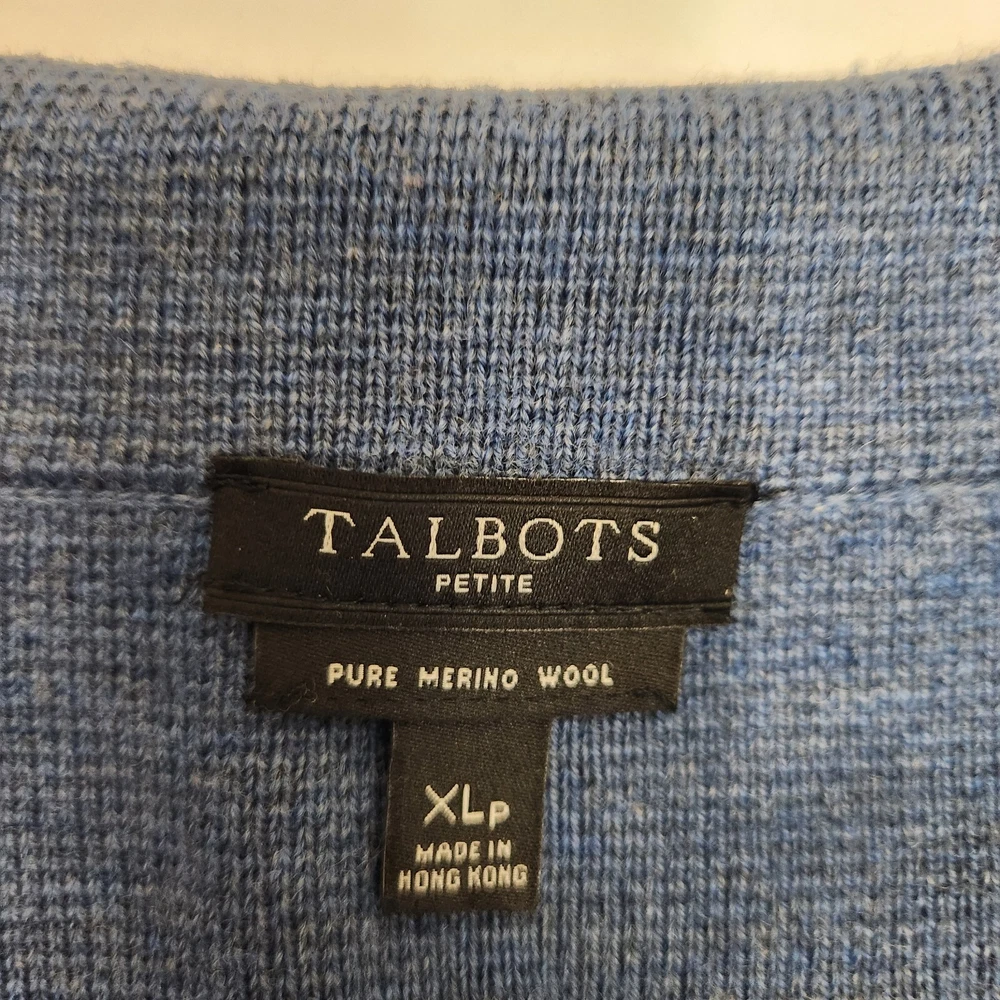 TALBOTS
PETITE
PURE MERINO WOOL
XLP
MADE IN
HONG KONG